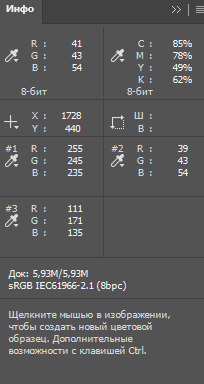 Инфо
R : 41 C : 85%
G : 43 M : 78%
B : 54 Y : 49%
K : 62%
8-бит 8-бит
X : 1728 Ш :
Y : 440 В :
#1 R : 255 #2 R : 39
G : 245 G : 43
B : 235 B : 54
#3 R : 111
G : 171
B : 135
Док: 5,93M/5,93M
sRGB IEC61966-2.1 (8bpc)
Щелкните мышью в изображении,
чтобы создать новый цветовой
образец. Дополнительные
возможности с клавишей Ctrl.